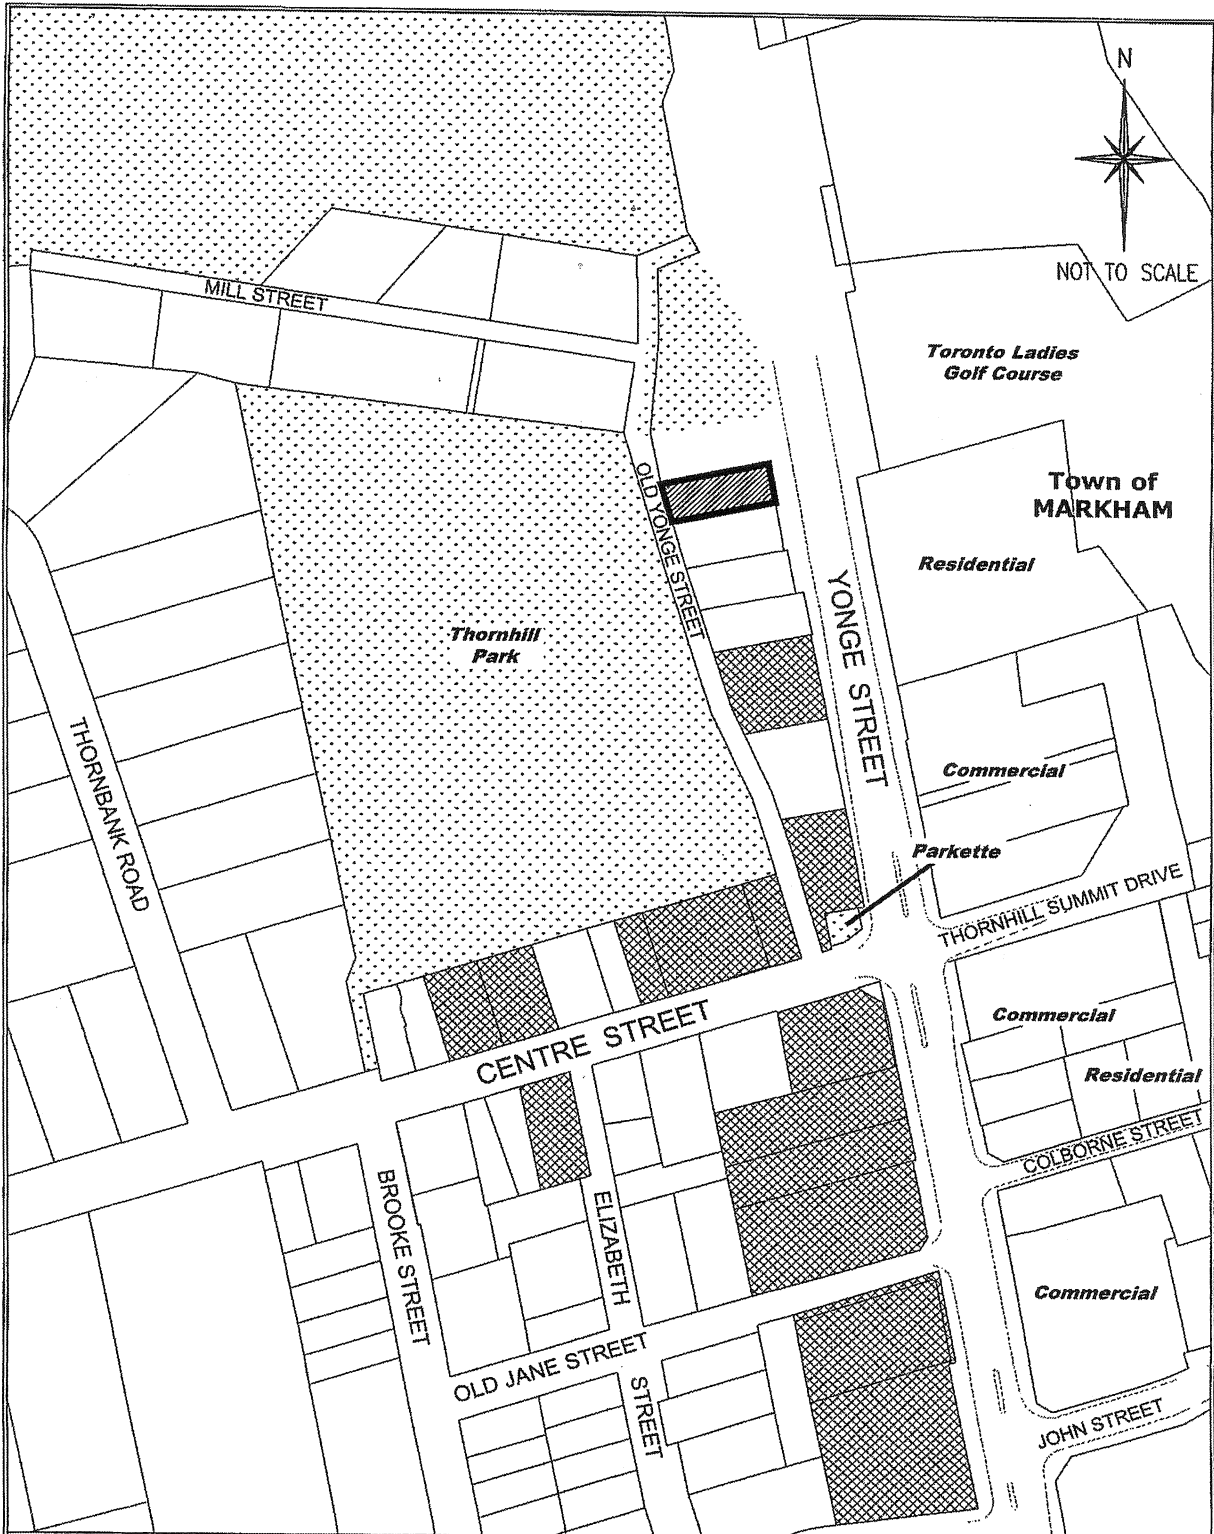 N
NOT TO SCALE
MILL STREET
Toronto Ladies
Golf Course
Town of
MARKHAM
OLD YONGE STREET
Residential
YONGE STREET
Thornhill
Park
THORNBANK ROAD
Commercial
Parkette
THORNHILL SUMMIT DRIVE
CENTRE STREET
Commercial
Residential
COLBORNE STREET
BROOKE STREET
ELIZABETH
STREET
Commercial
OLD JANE STREET
JOHN STREET